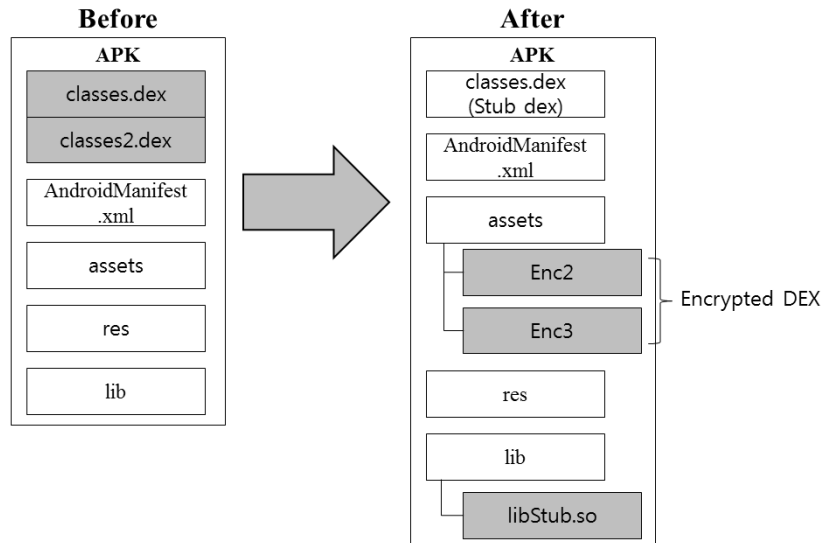 Before
APK
classes.dex
classes2.dex
AndroidManifest
.xml
assets
res
lib
After
APK
classes.dex
(Stub dex)
AndroidManifest
.xml
assets
Enc2
Enc3
Encrypted DEX
res
lib
libStub.so